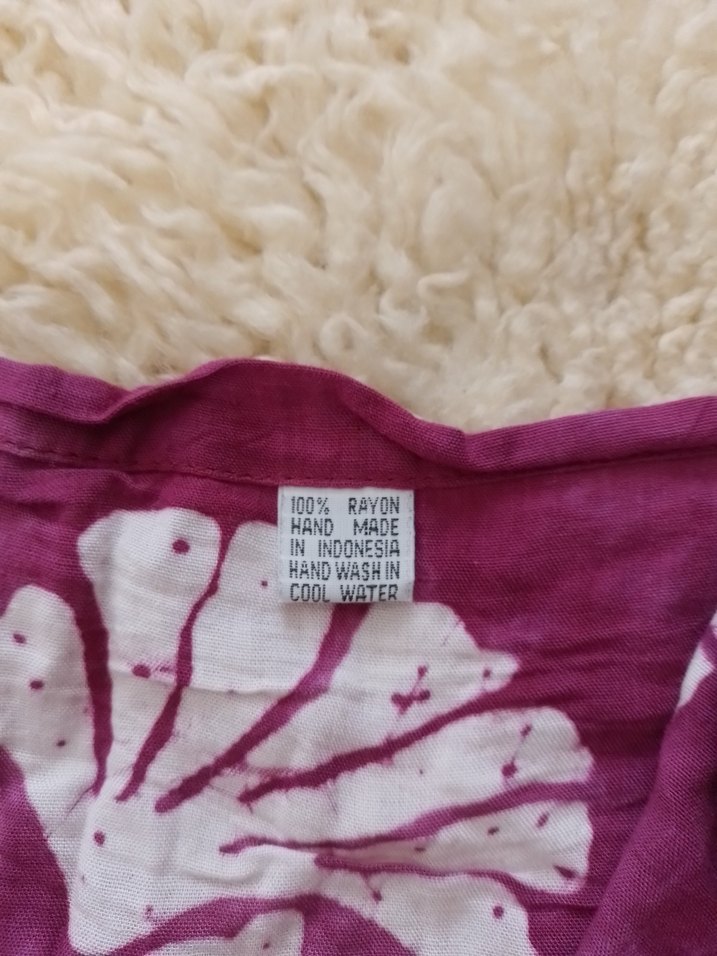 100% RAYON
HAND MADE
IN INDONESIA
HAND WASH IN
COOL WATER